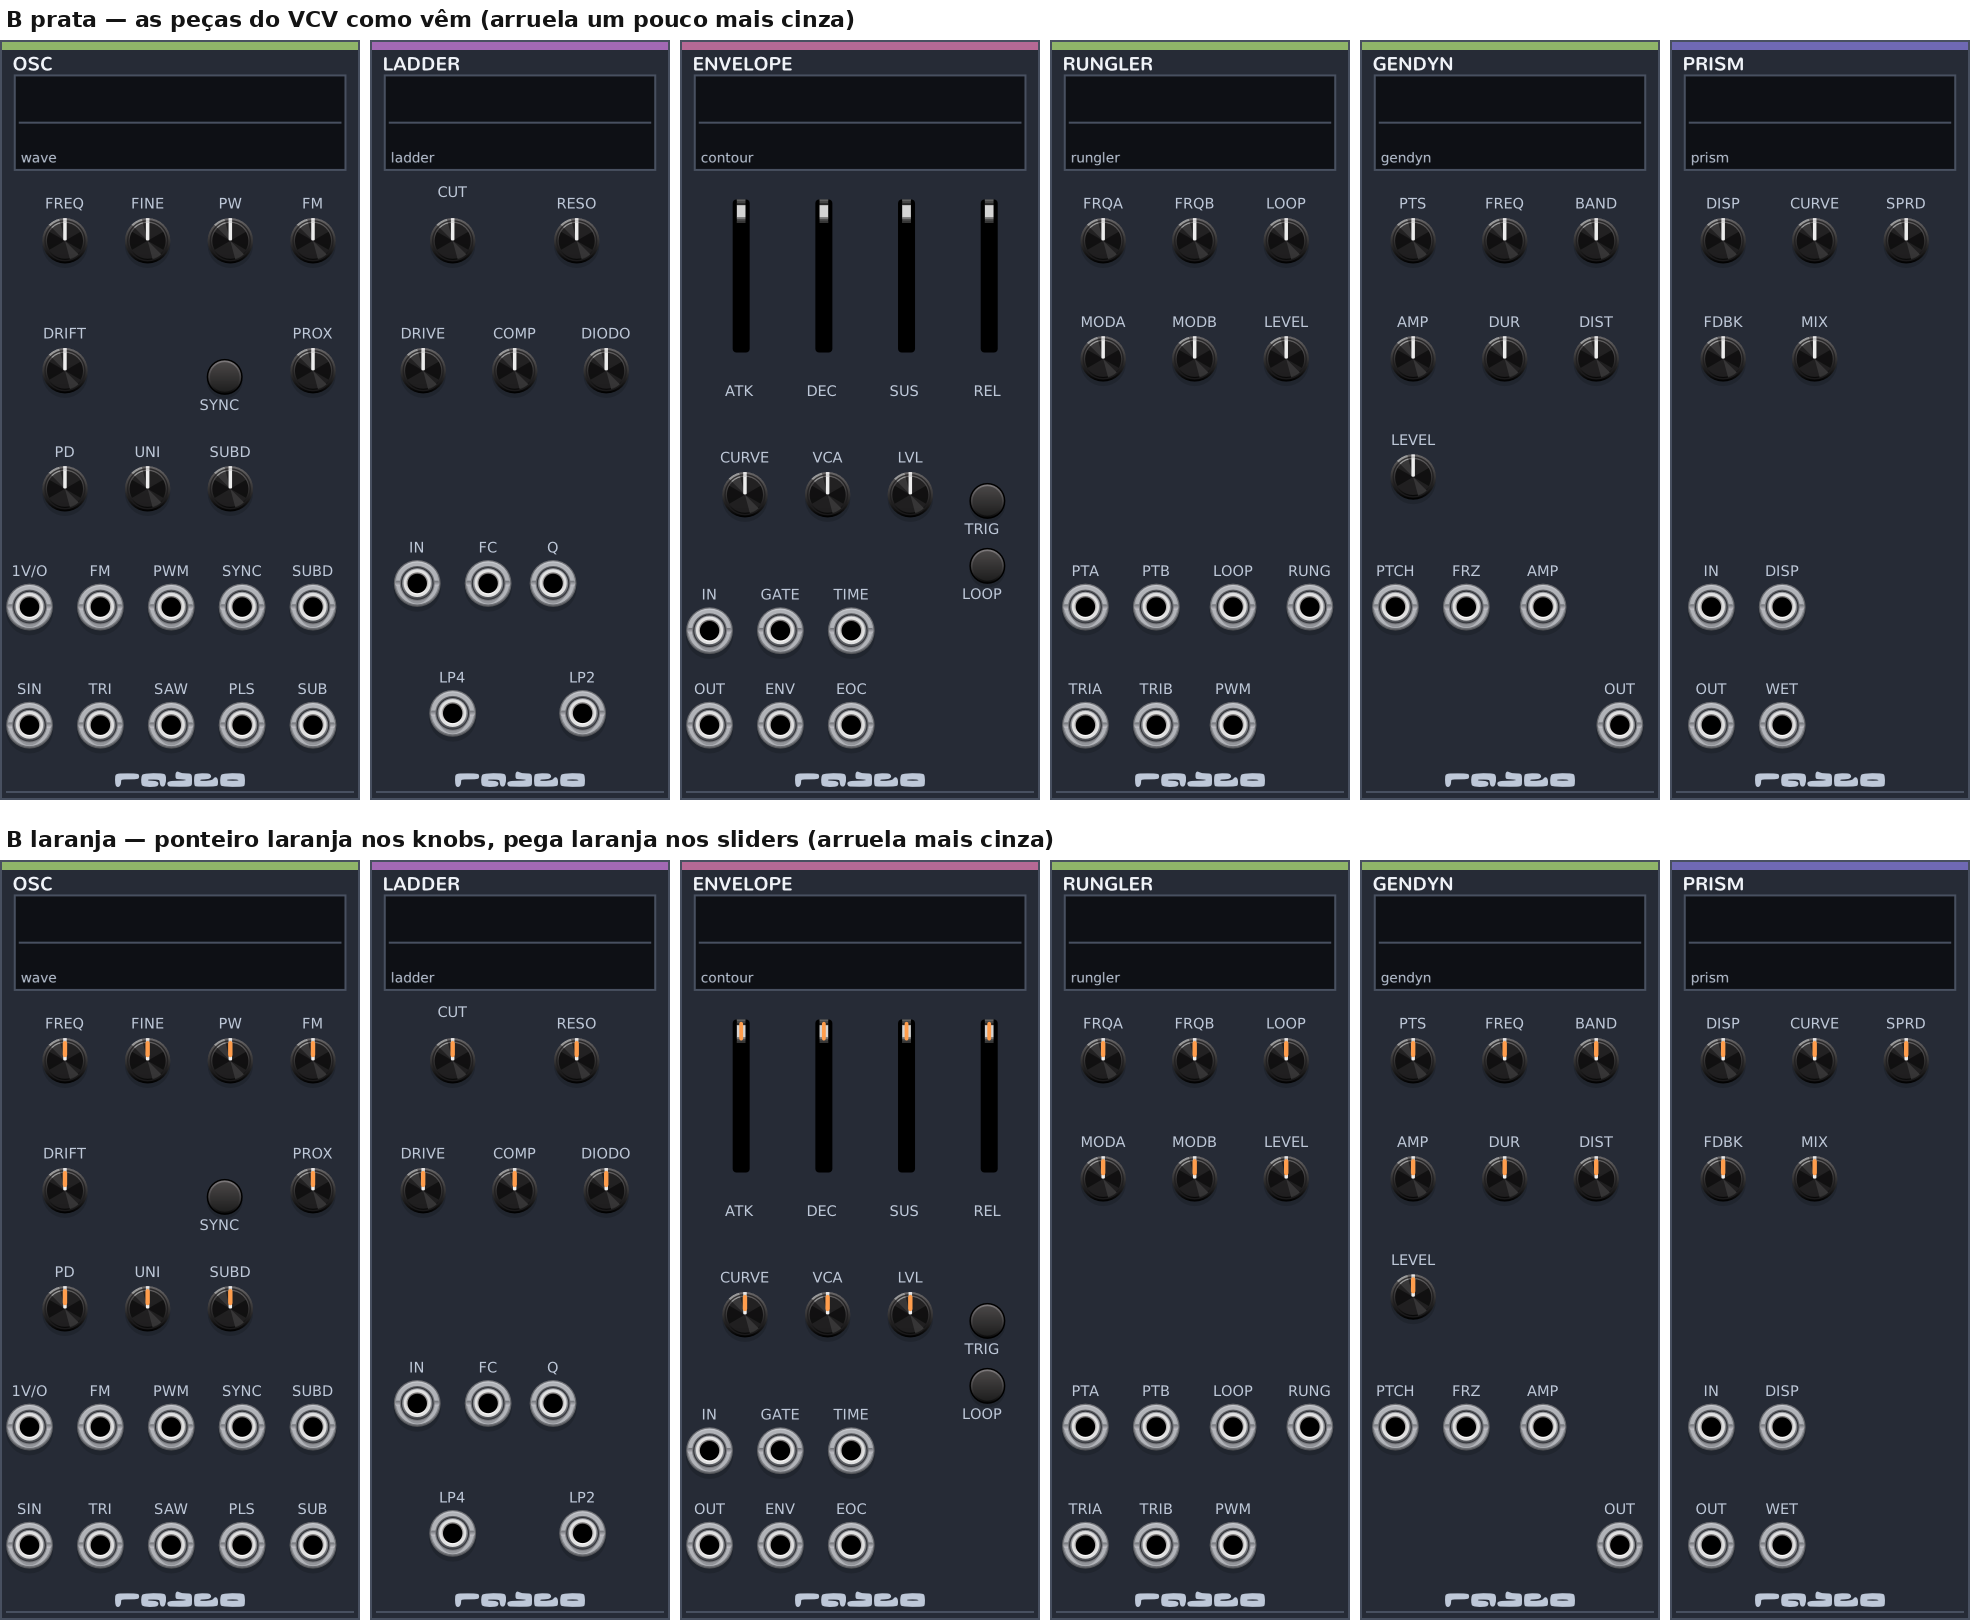 B prata — as peças do VCV como vêm (arruela um pouco mais cinza)
OSC LADDER ENVELOPE RUNGLER GENDYN PRISM
wave ladder contour rungler gendyn prism
CUT
FREQ FINE PW FM RESO FRQA FRQB LOOP PTS FREQ BAND DISP CURVE SPRD
MODA MODB LEVEL AMP DUR DIST FDBK MIX
DRIFT PROX DRIVE COMP DIODO
ATK DEC SUS REL
SYNC
LEVEL
PD UNI SUBD CURVE VCA LVL
TRIG
IN FC Q
1V/O FM PWM SYNC SUBD PTA PTB LOOP RUNG PTCH FRZ AMP IN DISP
IN GATE TIME LOOP
LP4 LP2
SIN TRI SAW PLS SUB OUT ENV EOC TRIA TRIB PWM OUT OUT WET
B laranja — ponteiro laranja nos knobs, pega laranja nos sliders (arruela mais cinza)
OSC LADDER ENVELOPE RUNGLER GENDYN PRISM
wave ladder contour rungler gendyn prism
CUT
FREQ FINE PW FM RESO FRQA FRQB LOOP PTS FREQ BAND DISP CURVE SPRD
MODA MODB LEVEL AMP DUR DIST FDBK MIX
DRIFT PROX DRIVE COMP DIODO
ATK DEC SUS REL
SYNC
LEVEL
PD UNI SUBD CURVE VCA LVL
TRIG
IN FC Q
1V/O FM PWM SYNC SUBD PTA PTB LOOP RUNG PTCH FRZ AMP IN DISP
IN GATE TIME LOOP
LP4 LP2
SIN TRI SAW PLS SUB OUT ENV EOC TRIA TRIB PWM OUT OUT WET